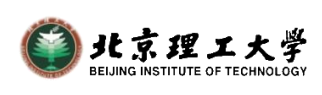 北京理工大学
BEIJING INSTITUTE OF TECHNOLOGY